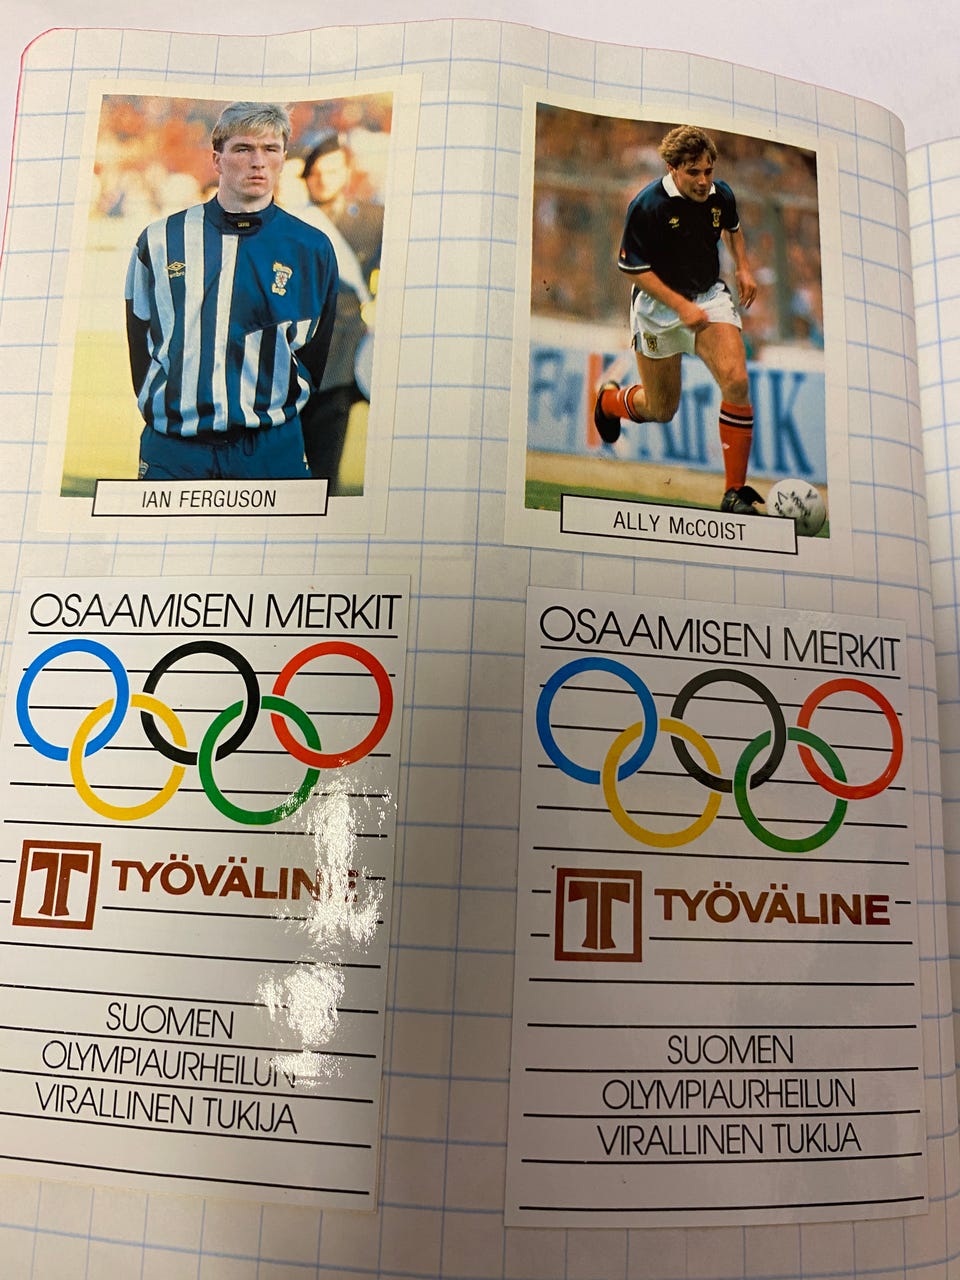 IAN FERGUSON
ALLY McCOIST
OSAAMISEN MERKIT
T TYÖVÄLINE
SUOMEN
OLYMPIAURHEILUN
VIRALLINEN TUKIJA
OSAAMISEN MERKIT
T TYÖVÄLINE
SUOMEN
OLYMPIAURHEILUN
VIRALLINEN TUKIJA